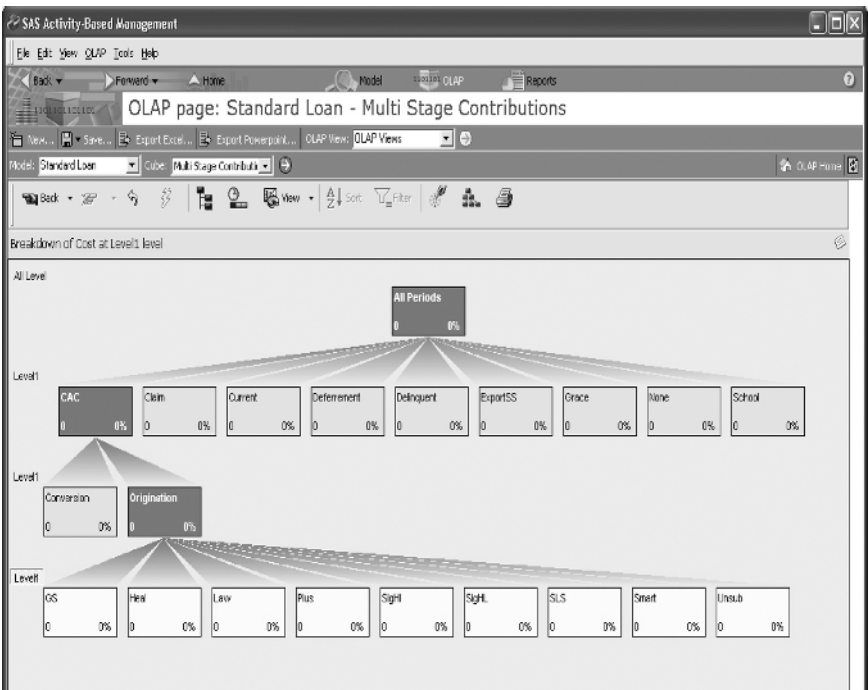 SAS Activity-Based Management
File Edit View OLAP Tools Help
Back Forward Home Model OLAP Reports
OLAP page: Standard Loan - Multi Stage Contributions
New... Save... Export Excel... Export Powerpoint... OLAP View: OLAP Views
Model: Standard Loan Cube: Multi Stage Contributi OLAP Home
Back View Sort Filter
Breakdown of Cost at Level1 level
All Level
All Periods
0 0%
Level1
CAC Claim Current Deferrement Delinquent ExportSS Grace None School
0 0% 0 0% 0 0% 0 0% 0 0% 0 0% 0 0% 0 0% 0 0%
Level1
Conversion Origination
0 0% 0 0%
Level1
GS Heal Law Plus SigHI SigHL SLS Smart Unsub
0 0% 0 0% 0 0% 0 0% 0 0% 0 0% 0 0% 0 0% 0 0%